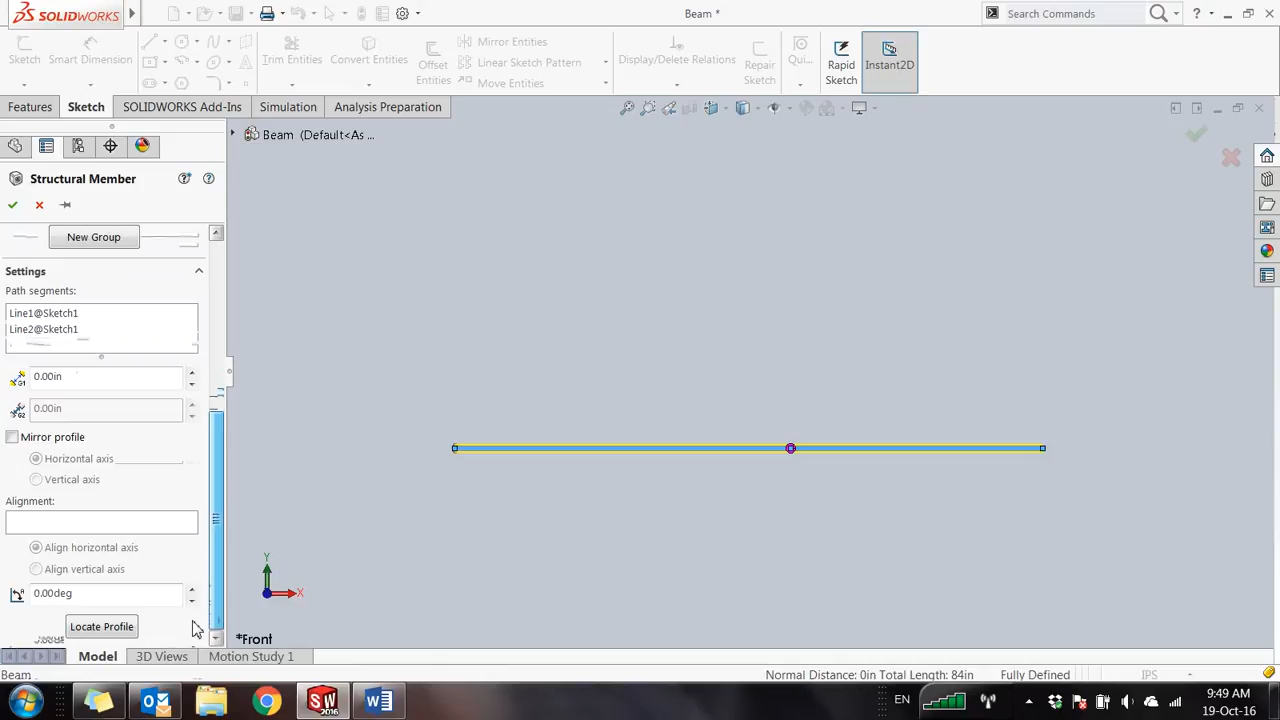 SOLIDWORKS
Beam *
Search Commands
Sketch
Smart Dimension
Trim Entities
Convert Entities
Offset Entities
Mirror Entities
Linear Sketch Pattern
Move Entities
Display/Delete Relations
Repair Sketch
Qui...
Rapid Sketch
Instant2D
Features
Sketch
SOLIDWORKS Add-Ins
Simulation
Analysis Preparation
Beam (Default<As ...
Structural Member
New Group
Settings
Path segments:
Line1@Sketch1
Line2@Sketch1
0.00in
0.00in
Mirror profile
Horizontal axis
Vertical axis
Alignment:
Align horizontal axis
Align vertical axis
0.00deg
Locate Profile
Y
X
*Front
Model
3D Views
Motion Study 1
Beam
Normal Distance: 0in Total Length: 84in
Fully Defined
IPS
SW
2016
W
EN
9:49 AM
19-Oct-16